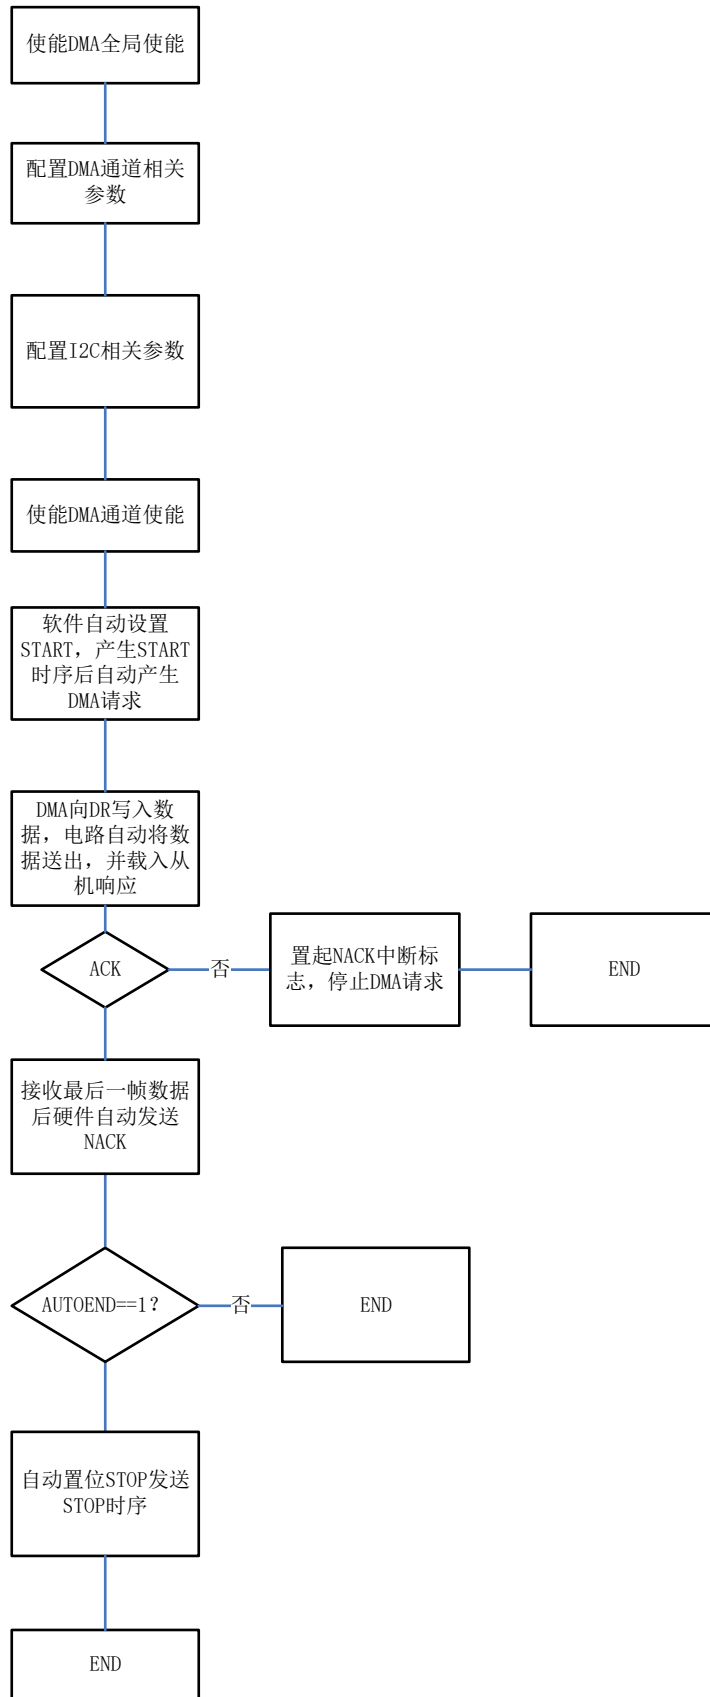 使能DMA全局使能
配置DMA通道相关
参数
配置I2C相关参数
使能DMA通道使能
软件自动设置
START，产生START
时序后自动产生
DMA请求
DMA向DR写入数
据，电路自动将数
据送出，并载入从
机响应
ACK
否
置起NACK中断标
志，停止DMA请求
END
接收最后一帧数据
后硬件自动发送
NACK
AUTOEND==1？
否
END
自动置位STOP发送
STOP时序
END